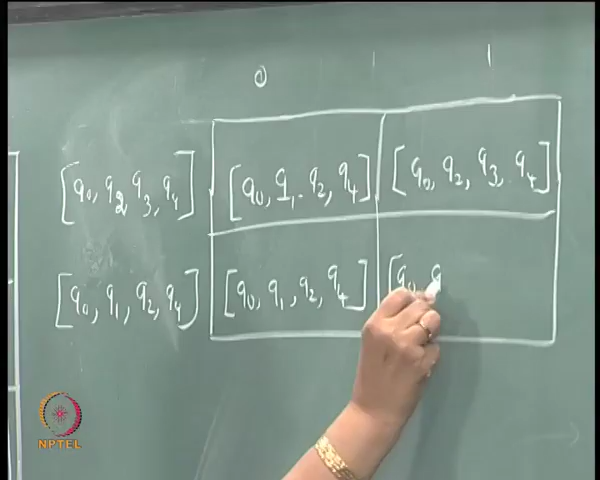 0 1
[q0, q2 q3, q4] [q0, q1, q2, q4] [q0, q2, q3, q4]
[q0, q1, q2, q4] [q0, q1, q2, q4] [q0, q
NPTEL